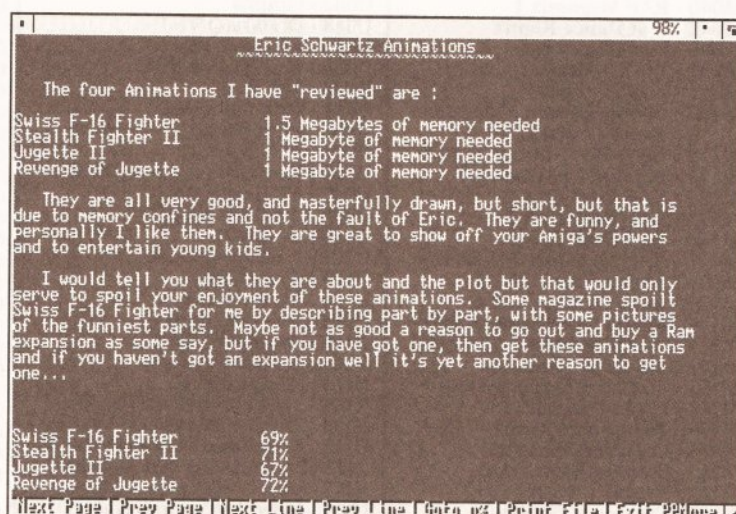 98%
Eric Schwartz Animations
The four Animations I have "reviewed" are :
Swiss F-16 Fighter 1.5 Megabytes of memory needed
Stealth Fighter II 1 Megabyte of memory needed
Jugette II 1 Megabyte of memory needed
Revenge of Jugette 1 Megabyte of memory needed
They are all very good, and masterfully drawn, but short, but that is
due to memory confines and not the fault of Eric. They are funny, and
personally I like them. They are great to show off your Amiga's powers
and to entertain young kids.
I would tell you what they are about and the plot but that would only
serve to spoil your enjoyment of these animations. Some magazine spoilt
Swiss F-16 Fighter for me by describing part by part, with some pictures
of the funniest parts. Maybe not as good a reason to go out and buy a Ram
expansion as some say, but if you have got one, then get these animations
and if you haven't got an expansion well it's yet another reason to get
one...
Swiss F-16 Fighter 69%
Stealth Fighter II 71%
Jugette II 67%
Revenge of Jugette 72%
Next Page | Prev Page | Next Line | Prev Line | Goto n% | Print File | Exit PPMore